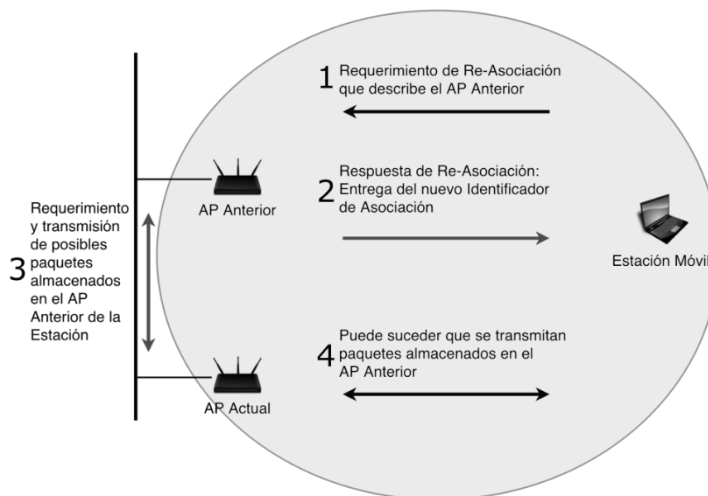 1
Requerimiento de Re-Asociación
que describe el AP Anterior
2
Respuesta de Re-Asociación:
Entrega del nuevo Identificador
de Asociación
AP Anterior
Estación Móvil
3
Requerimiento
y transmisión
de posibles
paquetes
almacenados
en el AP
Anterior de la
Estación
4
Puede suceder que se transmitan
paquetes almacenados en el
AP Anterior
AP Actual